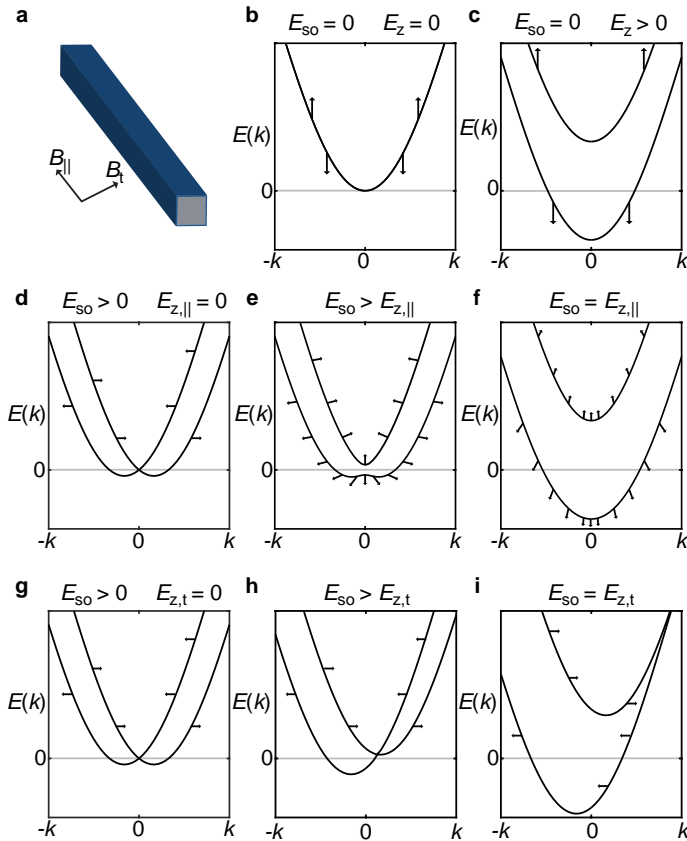 a
B||
Bt
b
Eso = 0 Ez = 0
E(k)
0
-k 0 k
c
Eso = 0 Ez > 0
E(k)
0
-k 0 k
d
Eso > 0 Ez,|| = 0
E(k)
0
-k 0 k
e
Eso > Ez,||
E(k)
0
-k 0 k
f
Eso = Ez,||
E(k)
0
-k 0 k
g
Eso > 0 Ez,t = 0
E(k)
0
-k 0 k
h
Eso > Ez,t
E(k)
0
-k 0 k
i
Eso = Ez,t
E(k)
0
-k 0 k